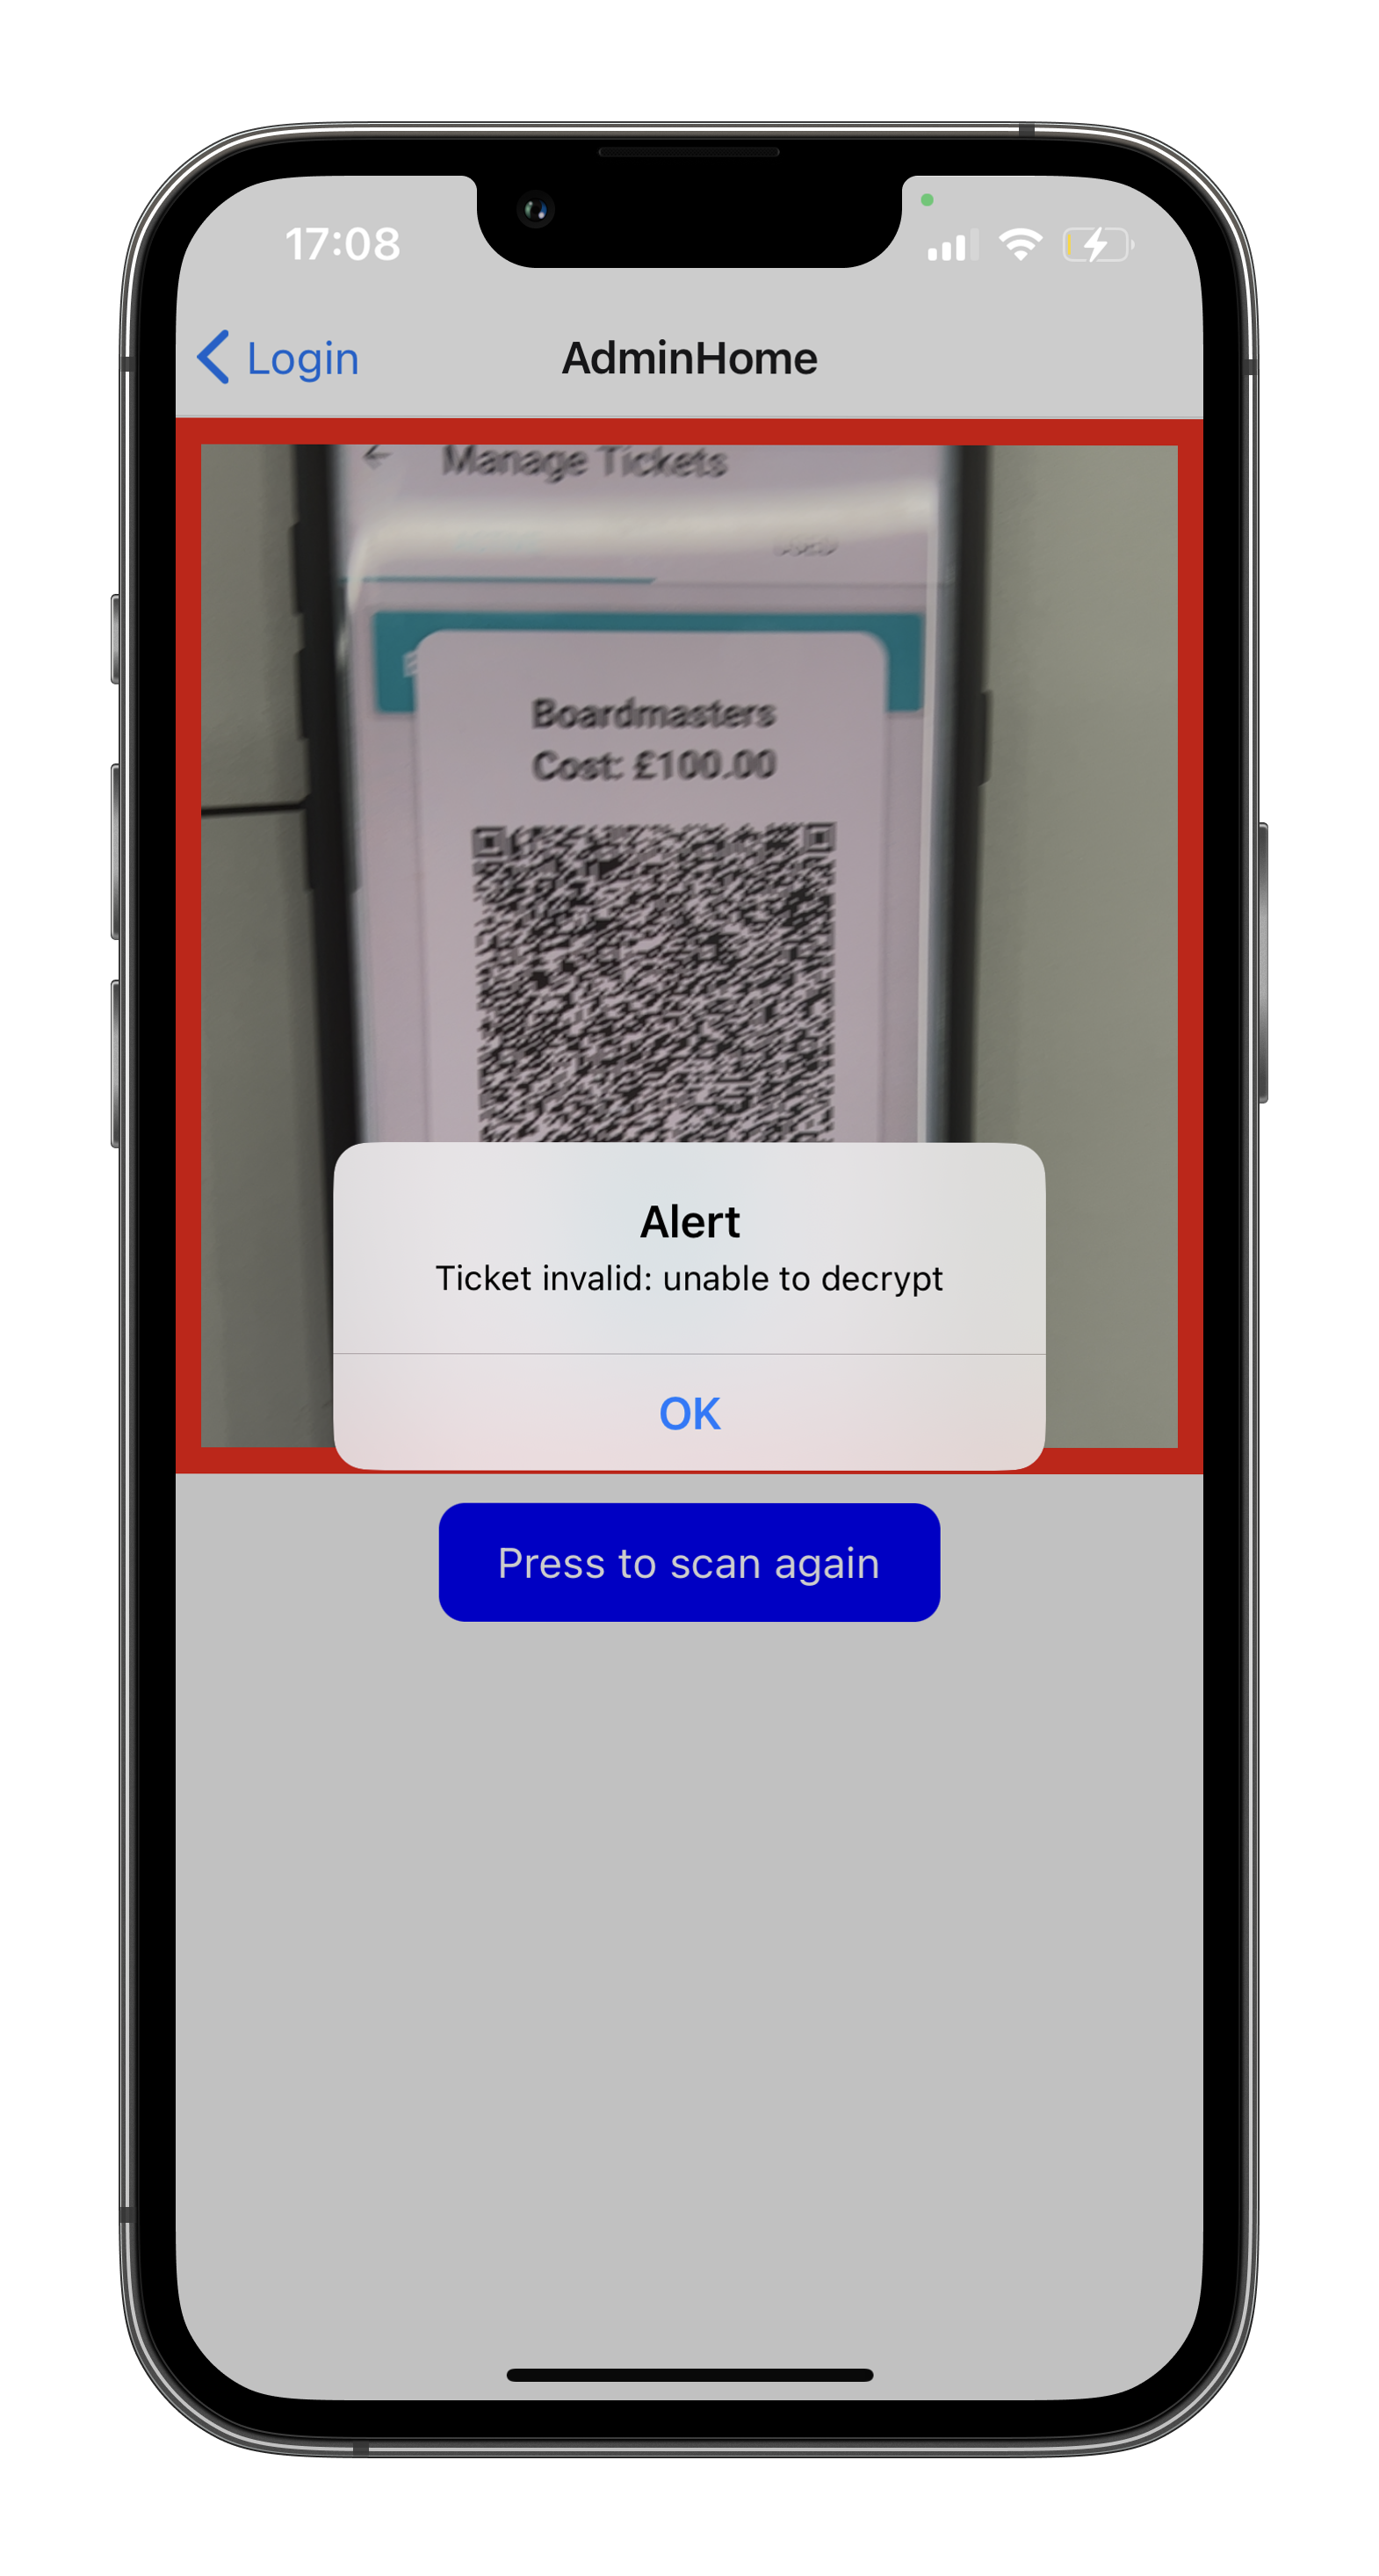 17:08
Login
AdminHome
Manage Tickets
Boardmasters
Cost: £100.00
Alert
Ticket invalid: unable to decrypt
OK
Press to scan again